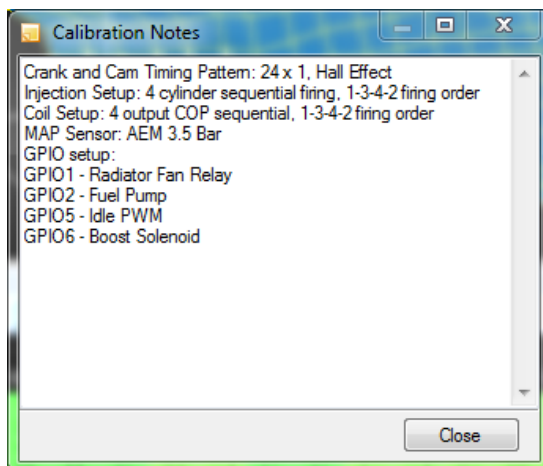 Calibration Notes
Crank and Cam Timing Pattern: 24 x 1, Hall Effect
Injection Setup: 4 cylinder sequential firing, 1-3-4-2 firing order
Coil Setup: 4 output COP sequential, 1-3-4-2 firing order
MAP Sensor: AEM 3.5 Bar
GPIO setup:
GPIO1 - Radiator Fan Relay
GPIO2 - Fuel Pump
GPIO5 - Idle PWM
GPIO6 - Boost Solenoid
Close